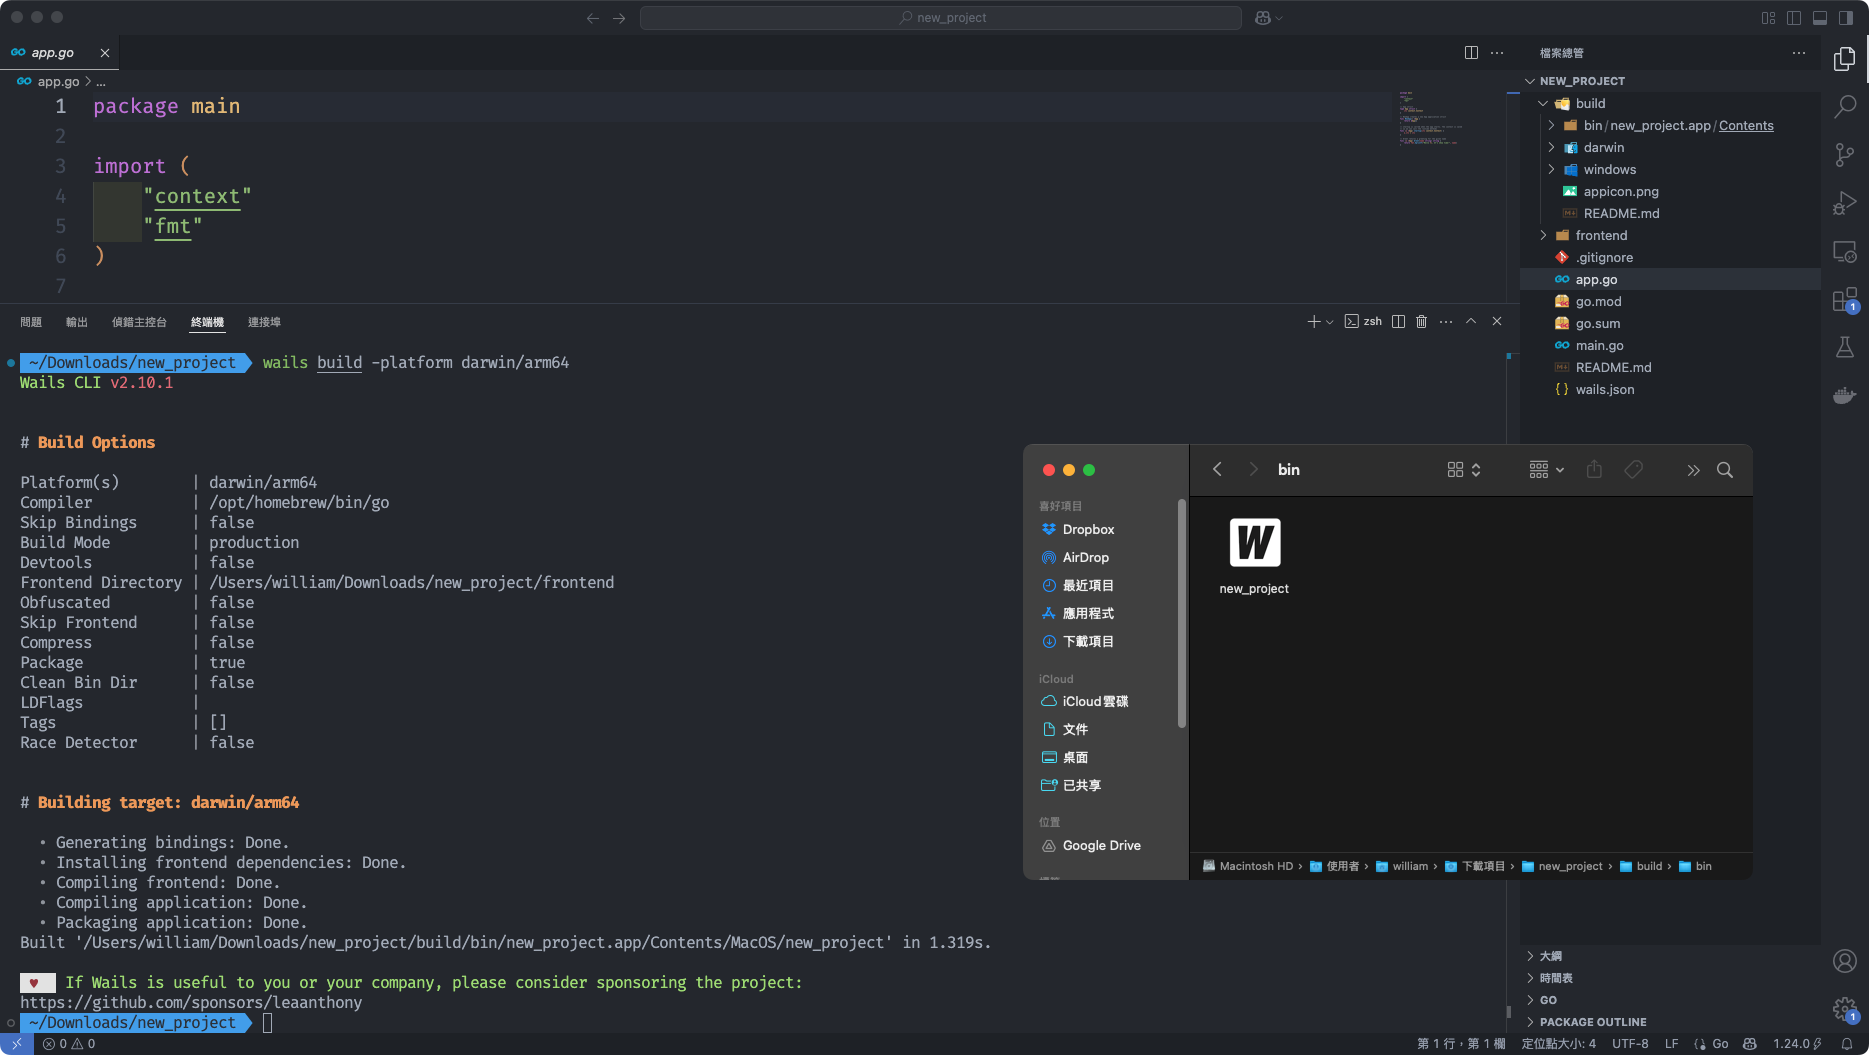 new_project
GO app.go
GO app.go > ...
1 package main
2
3 import (
4 "context"
5 "fmt"
6 )
7
問題 輸出 偵錯主控台 終端機 連接埠
zsh
~/Downloads/new_project wails build -platform darwin/arm64
Wails CLI v2.10.1
# Build Options
Platform(s) | darwin/arm64
Compiler | /opt/homebrew/bin/go
Skip Bindings | false
Build Mode | production
Devtools | false
Frontend Directory | /Users/william/Downloads/new_project/frontend
Obfuscated | false
Skip Frontend | false
Compress | false
Package | true
Clean Bin Dir | false
LDFlags |
Tags | []
Race Detector | false
# Building target: darwin/arm64
• Generating bindings: Done.
• Installing frontend dependencies: Done.
• Compiling frontend: Done.
• Compiling application: Done.
• Packaging application: Done.
Built '/Users/william/Downloads/new_project/build/bin/new_project.app/Contents/MacOS/new_project' in 1.319s.
♥ If Wails is useful to you or your company, please consider sponsoring the project:
https://github.com/sponsors/leaanthony
~/Downloads/new_project
檔案總管
NEW_PROJECT
build
bin/new_project.app/Contents
darwin
windows
appicon.png
README.md
frontend
.gitignore
GO app.go
go.mod
go.sum
GO main.go
README.md
{} wails.json
大綱
時間表
GO
PACKAGE OUTLINE
1
1
bin
喜好項目
Dropbox
AirDrop
最近項目
應用程式
下載項目
iCloud
iCloud雲碟
文件
桌面
已共享
位置
Google Drive
W
new_project
Macintosh HD › 使用者 › william › 下載項目 › new_project › build › bin
0 0
第 1 行，第 1 欄 定位點大小: 4 UTF-8 LF Go 1.24.0